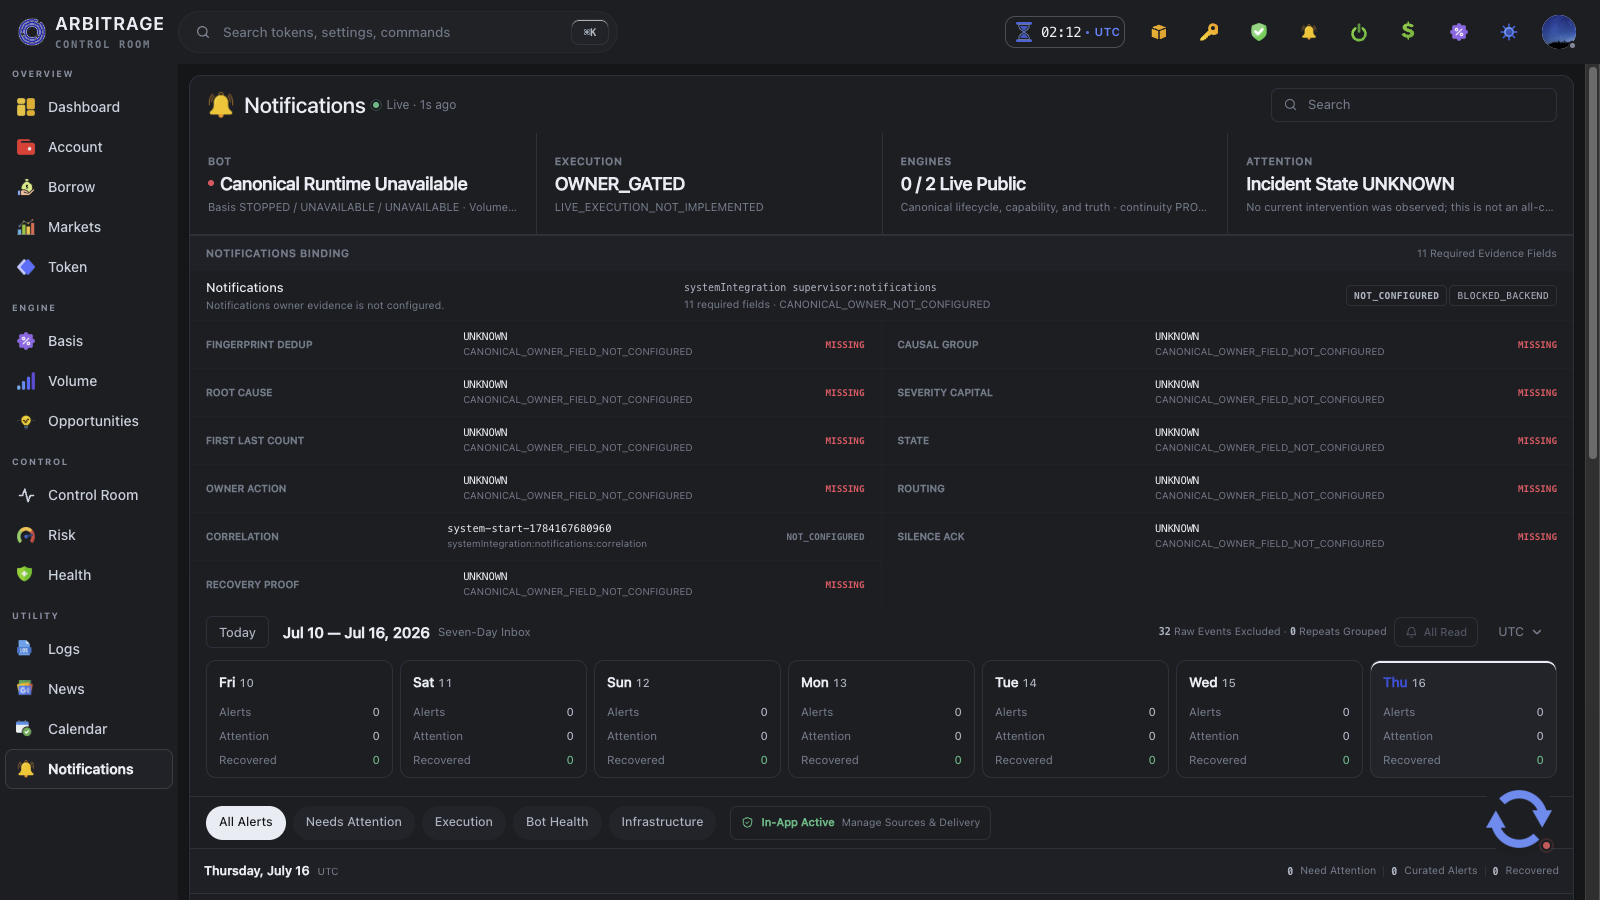 ARBITRAGE
CONTROL ROOM
Search tokens, settings, commands
⌘K
02:12 • UTC
OVERVIEW
Dashboard
Account
Borrow
Markets
Token
ENGINE
Basis
Volume
Opportunities
CONTROL
Control Room
Risk
Health
UTILITY
Logs
News
Calendar
Notifications
Notifications
Live · 1s ago
Search
BOT
Canonical Runtime Unavailable
Basis STOPPED / UNAVAILABLE / UNAVAILABLE · Volume...
EXECUTION
OWNER_GATED
LIVE_EXECUTION_NOT_IMPLEMENTED
ENGINES
0 / 2 Live Public
Canonical lifecycle, capability, and truth · continuity PRO...
ATTENTION
Incident State UNKNOWN
No current intervention was observed; this is not an all-c...
NOTIFICATIONS BINDING
11 Required Evidence Fields
Notifications
Notifications owner evidence is not configured.
systemIntegration supervisor:notifications
11 required fields · CANONICAL_OWNER_NOT_CONFIGURED
NOT_CONFIGURED
BLOCKED_BACKEND
FINGERPRINT DEDUP
UNKNOWN
CANONICAL_OWNER_FIELD_NOT_CONFIGURED
MISSING
CAUSAL GROUP
UNKNOWN
CANONICAL_OWNER_FIELD_NOT_CONFIGURED
MISSING
ROOT CAUSE
UNKNOWN
CANONICAL_OWNER_FIELD_NOT_CONFIGURED
MISSING
SEVERITY CAPITAL
UNKNOWN
CANONICAL_OWNER_FIELD_NOT_CONFIGURED
MISSING
FIRST LAST COUNT
UNKNOWN
CANONICAL_OWNER_FIELD_NOT_CONFIGURED
MISSING
STATE
UNKNOWN
CANONICAL_OWNER_FIELD_NOT_CONFIGURED
MISSING
OWNER ACTION
UNKNOWN
CANONICAL_OWNER_FIELD_NOT_CONFIGURED
MISSING
ROUTING
UNKNOWN
CANONICAL_OWNER_FIELD_NOT_CONFIGURED
MISSING
CORRELATION
system-start-1784167680960
systemIntegration:notifications:correlation
NOT_CONFIGURED
SILENCE ACK
UNKNOWN
CANONICAL_OWNER_FIELD_NOT_CONFIGURED
MISSING
RECOVERY PROOF
UNKNOWN
CANONICAL_OWNER_FIELD_NOT_CONFIGURED
MISSING
Today
Jul 10 — Jul 16, 2026
Seven-Day Inbox
32 Raw Events Excluded · 0 Repeats Grouped
All Read
UTC
Fri 10
Alerts 0
Attention 0
Recovered 0
Sat 11
Alerts 0
Attention 0
Recovered 0
Sun 12
Alerts 0
Attention 0
Recovered 0
Mon 13
Alerts 0
Attention 0
Recovered 0
Tue 14
Alerts 0
Attention 0
Recovered 0
Wed 15
Alerts 0
Attention 0
Recovered 0
Thu 16
Alerts 0
Attention 0
Recovered 0
All Alerts
Needs Attention
Execution
Bot Health
Infrastructure
In-App Active Manage Sources & Delivery
Thursday, July 16 UTC
0 Need Attention
0 Curated Alerts
0 Recovered